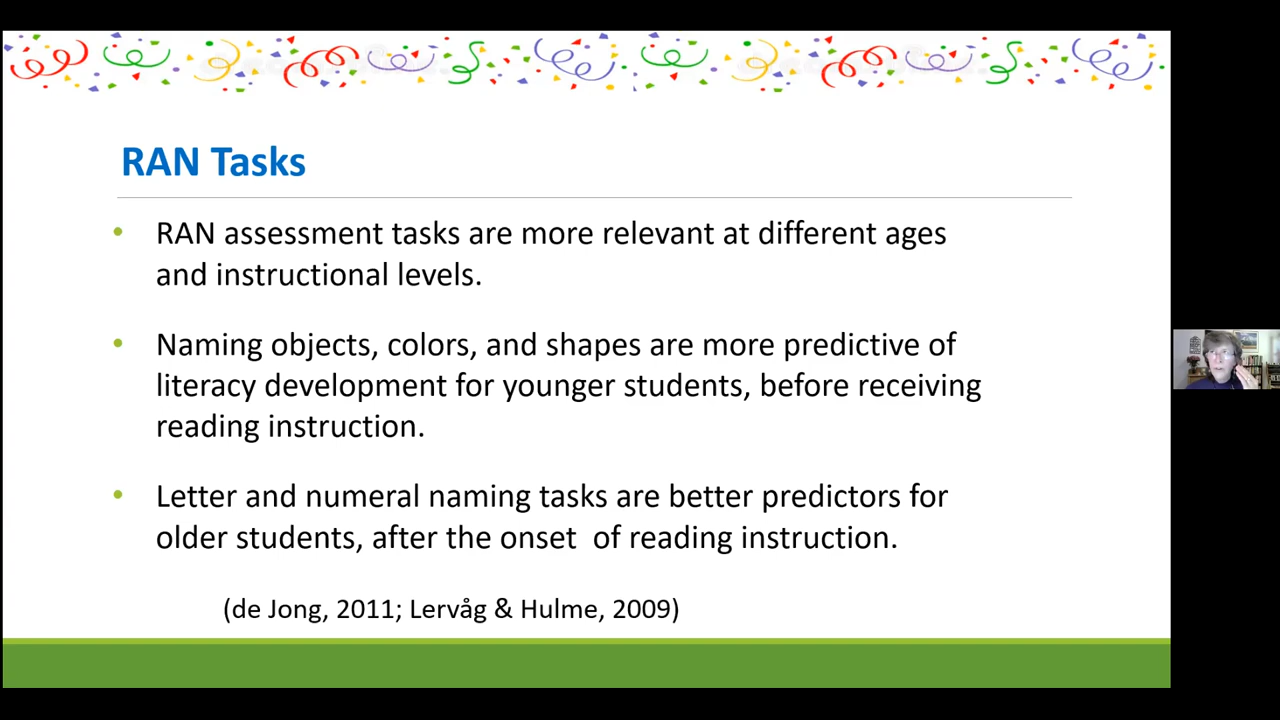 RAN Tasks
• RAN assessment tasks are more relevant at different ages
and instructional levels.
• Naming objects, colors, and shapes are more predictive of
literacy development for younger students, before receiving
reading instruction.
• Letter and numeral naming tasks are better predictors for
older students, after the onset  of reading instruction.
(de Jong, 2011; Lervåg & Hulme, 2009)